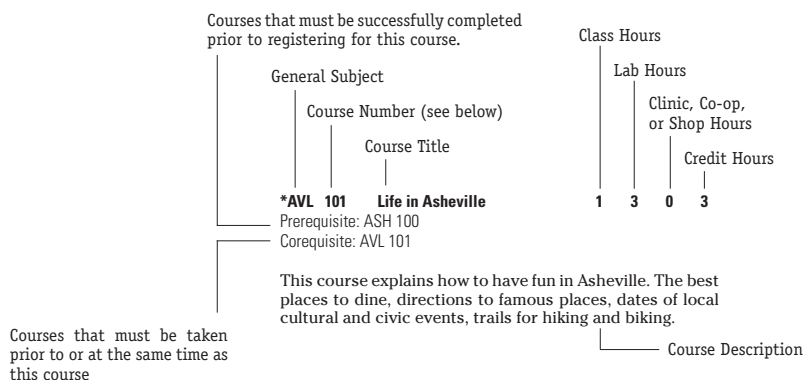 Courses that must be successfully completed
prior to registering for this course.
Class Hours
General Subject
Lab Hours
Course Number (see below)
Clinic, Co-op,
or Shop Hours
Course Title
Credit Hours
*AVL 101 Life in Asheville 1 3 0 3
Prerequisite: ASH 100
Corequisite: AVL 101
This course explains how to have fun in Asheville. The best
places to dine, directions to famous places, dates of local
cultural and civic events, trails for hiking and biking.
Courses that must be taken
prior to or at the same time as
this course
Course Description